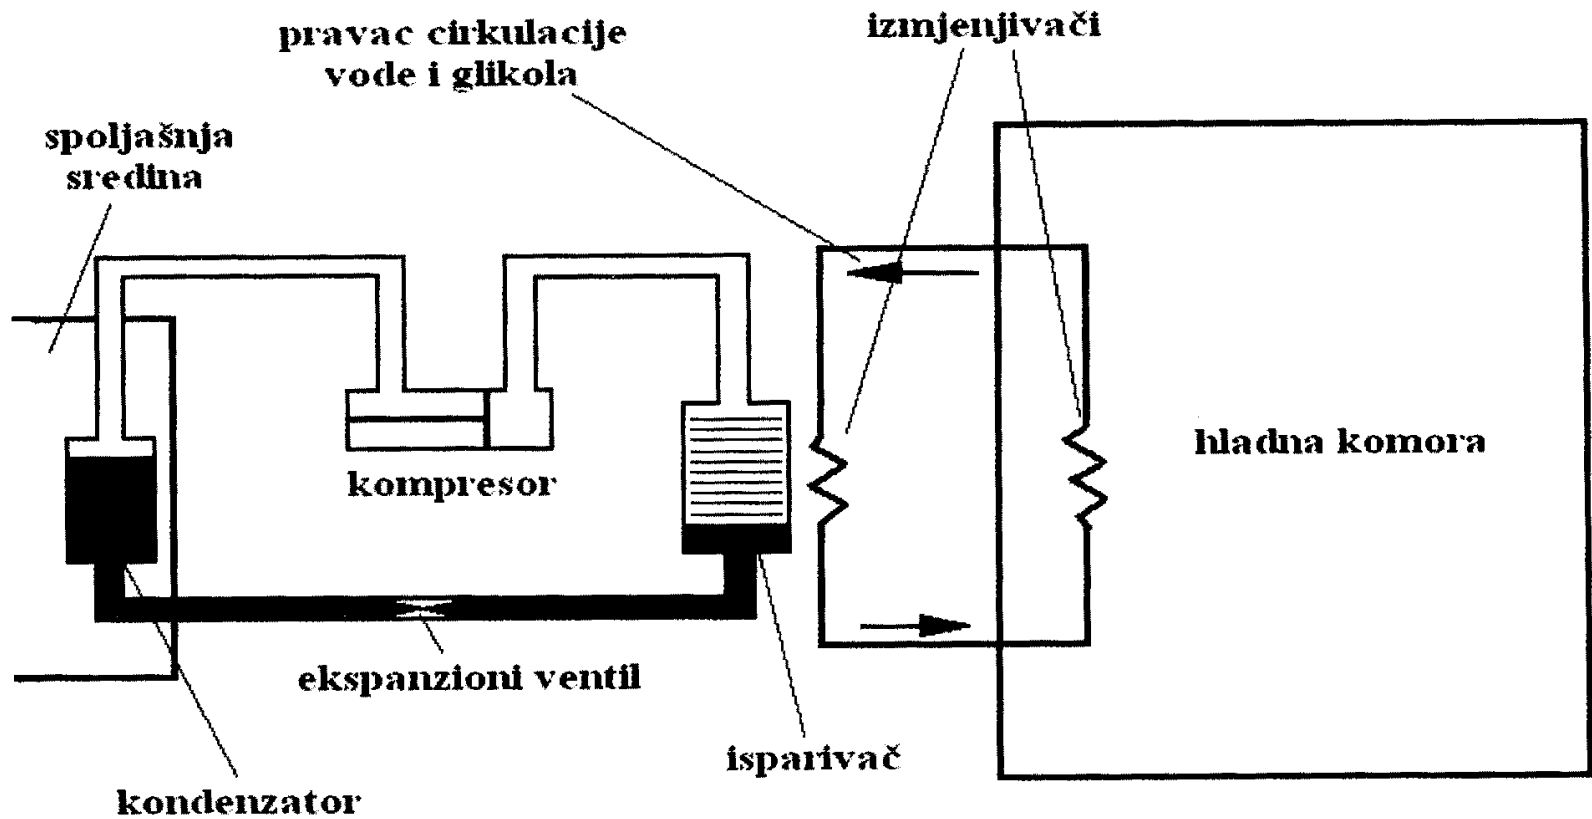 pravac cirkulacije
vode i glikola
izmjenjivači
spoljašnja
sredina
hladna komora
kompresor
ekspanzioni ventil
isparivač
kondenzator